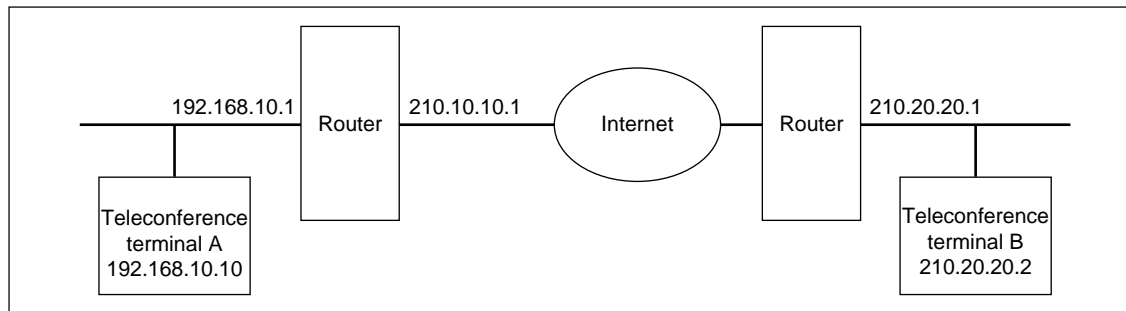 192.168.10.1
Router
210.10.10.1
Internet
Router
210.20.20.1
Teleconference
terminal A
192.168.10.10
Teleconference
terminal B
210.20.20.2